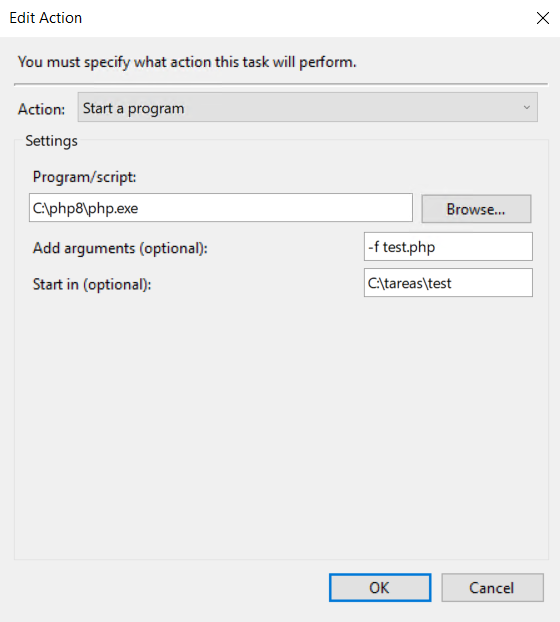 Edit Action
You must specify what action this task will perform.
Action: Start a program
Settings
Program/script:
C:\php8\php.exe Browse...
Add arguments (optional): -f test.php
Start in (optional): C:\tareas\test
OK Cancel